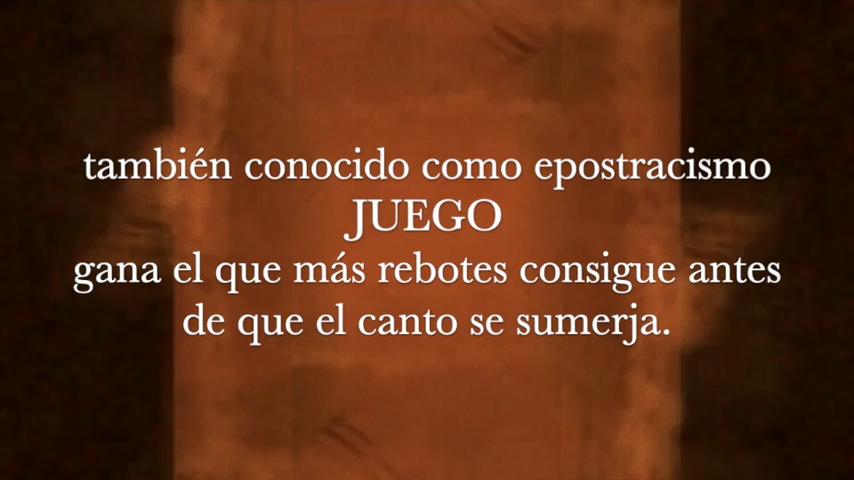 también conocido como epostracismo
JUEGO
gana el que más rebotes consigue antes
de que el canto se sumerja.